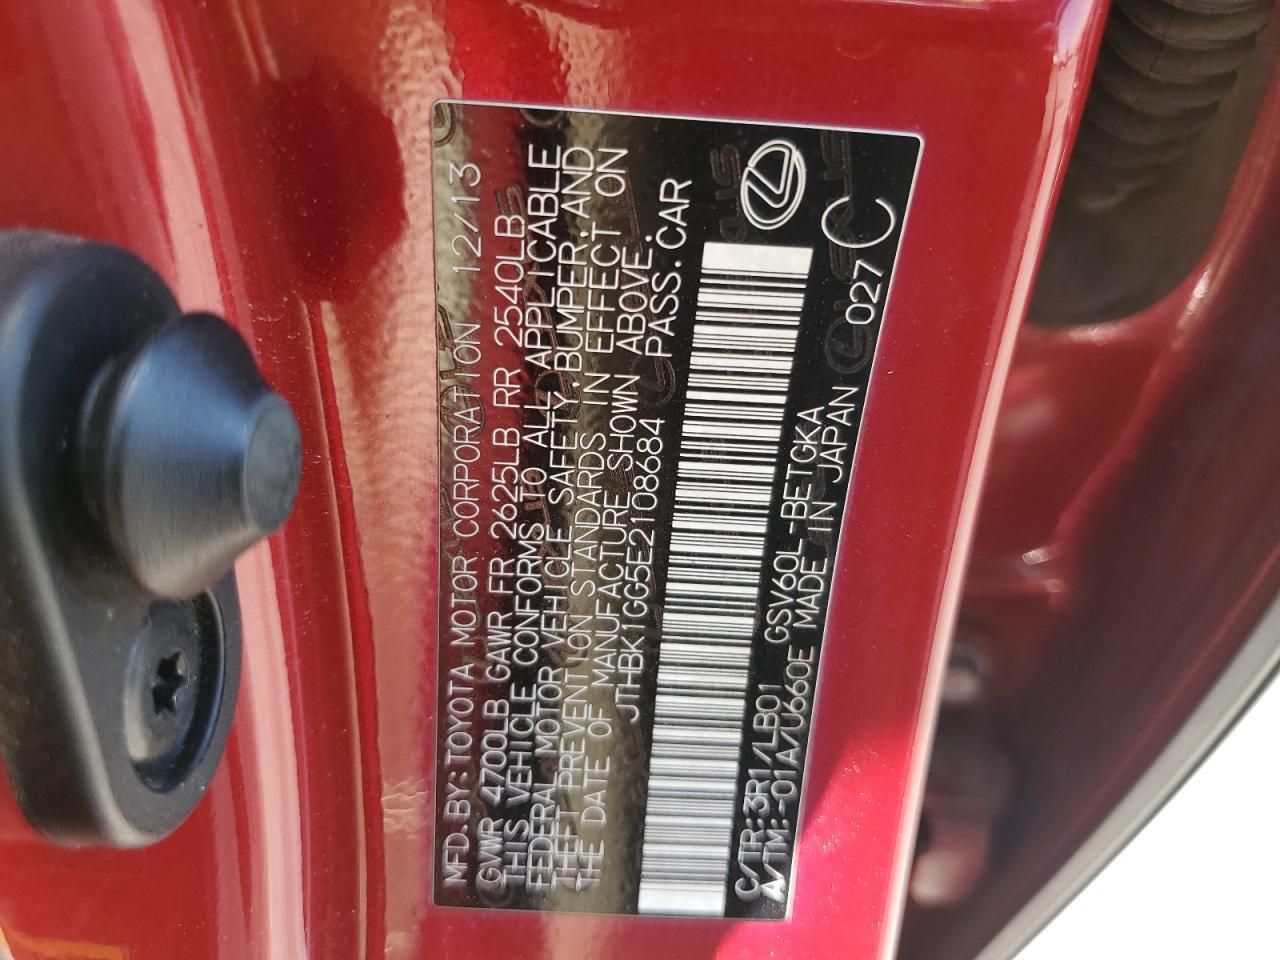 MFD.BY:TOYOTA MOTOR CORPORATION 12/13
GVWR 4700LB GAWR FR 2625LB RR 2540LB
THIS VEHICLE CONFORMS TO ALL APPLICABLE
FEDERAL MOTOR VEHICLE SAFETY,BUMPER,AND
THEFT PREVENTION STANDARDS IN EFFECT ON
THE DATE OF MANUFACTURE SHOWN ABOVE.
JTHBK1GG5E2108684 PASS.CAR
C/TR:3R1/LB01 GSV60L-BETGKA
A/TM:-01A/U660E MADE IN JAPAN 027 C